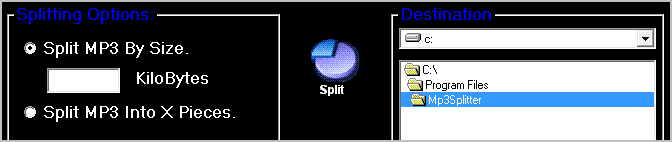 Splitting Options
Split MP3 By Size.
KiloBytes
Split MP3 Into X Pieces.
Split
Destination
c:
C:\
Program Files
Mp3Splitter